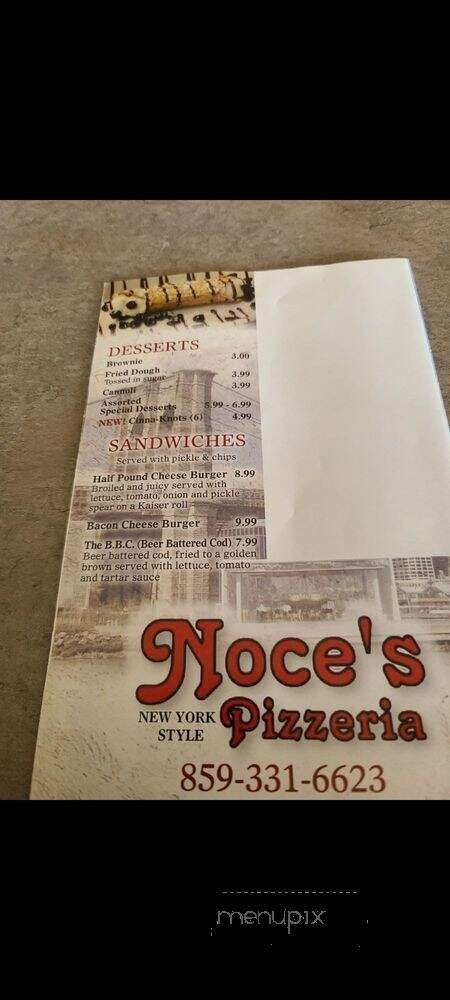 DESSERTS
Brownie 3.00
Fried Dough 3.99
Tossed in sugar
Cannoli 3.99
Assorted
Special Desserts 5.99 - 6.99
NEW! Cinna-Knots (6) 4.99
SANDWICHES
Served with pickle & chips
Half Pound Cheese Burger 8.99
Broiled and juicy served with
lettuce, tomato, onion and pickle
spear on a Kaiser roll
Bacon Cheese Burger 9.99
The B.B.C. (Beer Battered Cod) 7.99
Beer battered cod, fried to a golden
brown served with lettuce, tomato
and tartar sauce
Noce's
NEW YORK
STYLE
Pizzeria
859-331-6623
menupix